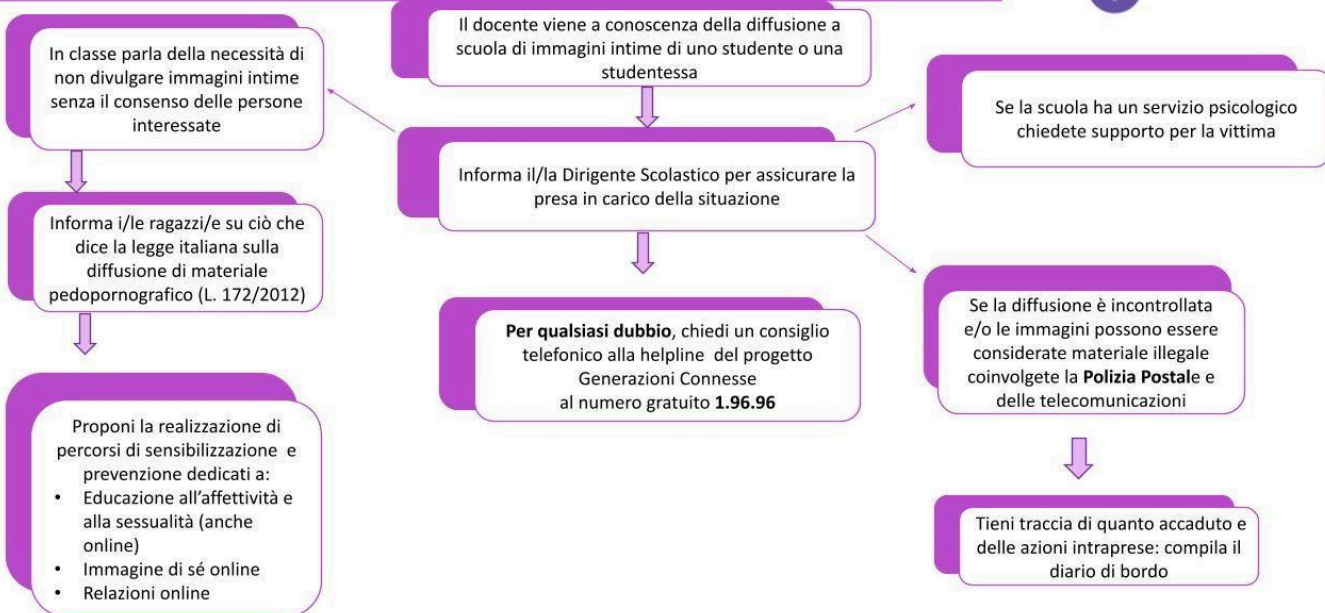 Il docente viene a conoscenza della diffusione a
scuola di immagini intime di uno studente o una
studentessa
Informa il/la Dirigente Scolastico per assicurare la
presa in carico della situazione
In classe parla della necessità di
non divulgare immagini intime
senza il consenso delle persone
interessate
Informa i/le ragazzi/e su ciò che
dice la legge italiana sulla
diffusione di materiale
pedopornografico (L. 172/2012)
Proponi la realizzazione di
percorsi di sensibilizzazione e
prevenzione dedicati a:
• Educazione all'affettività e
alla sessualità (anche
online)
• Immagine di sé online
• Relazioni online
Per qualsiasi dubbio, chiedi un consiglio
telefonico alla helpline del progetto
Generazioni Connesse
al numero gratuito 1.96.96
Se la scuola ha un servizio psicologico
chiedete supporto per la vittima
Se la diffusione è incontrollata
e/o le immagini possono essere
considerate materiale illegale
coinvolgete la Polizia Postale e
delle telecomunicazioni
Tieni traccia di quanto accaduto e
delle azioni intraprese: compila il
diario di bordo